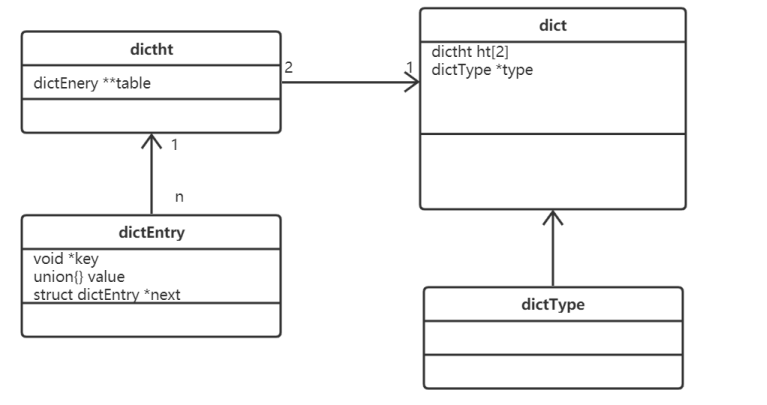 dictht
dictEnery **table
2
1
dict
dictht ht[2]
dictType *type
1
n
dictEntry
void *key
union{} value
struct dictEntry *next
dictType